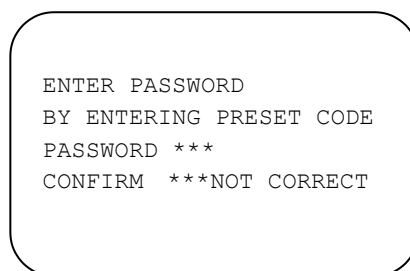 ENTER PASSWORD
BY ENTERING PRESET CODE
PASSWORD ***
CONFIRM ***NOT CORRECT